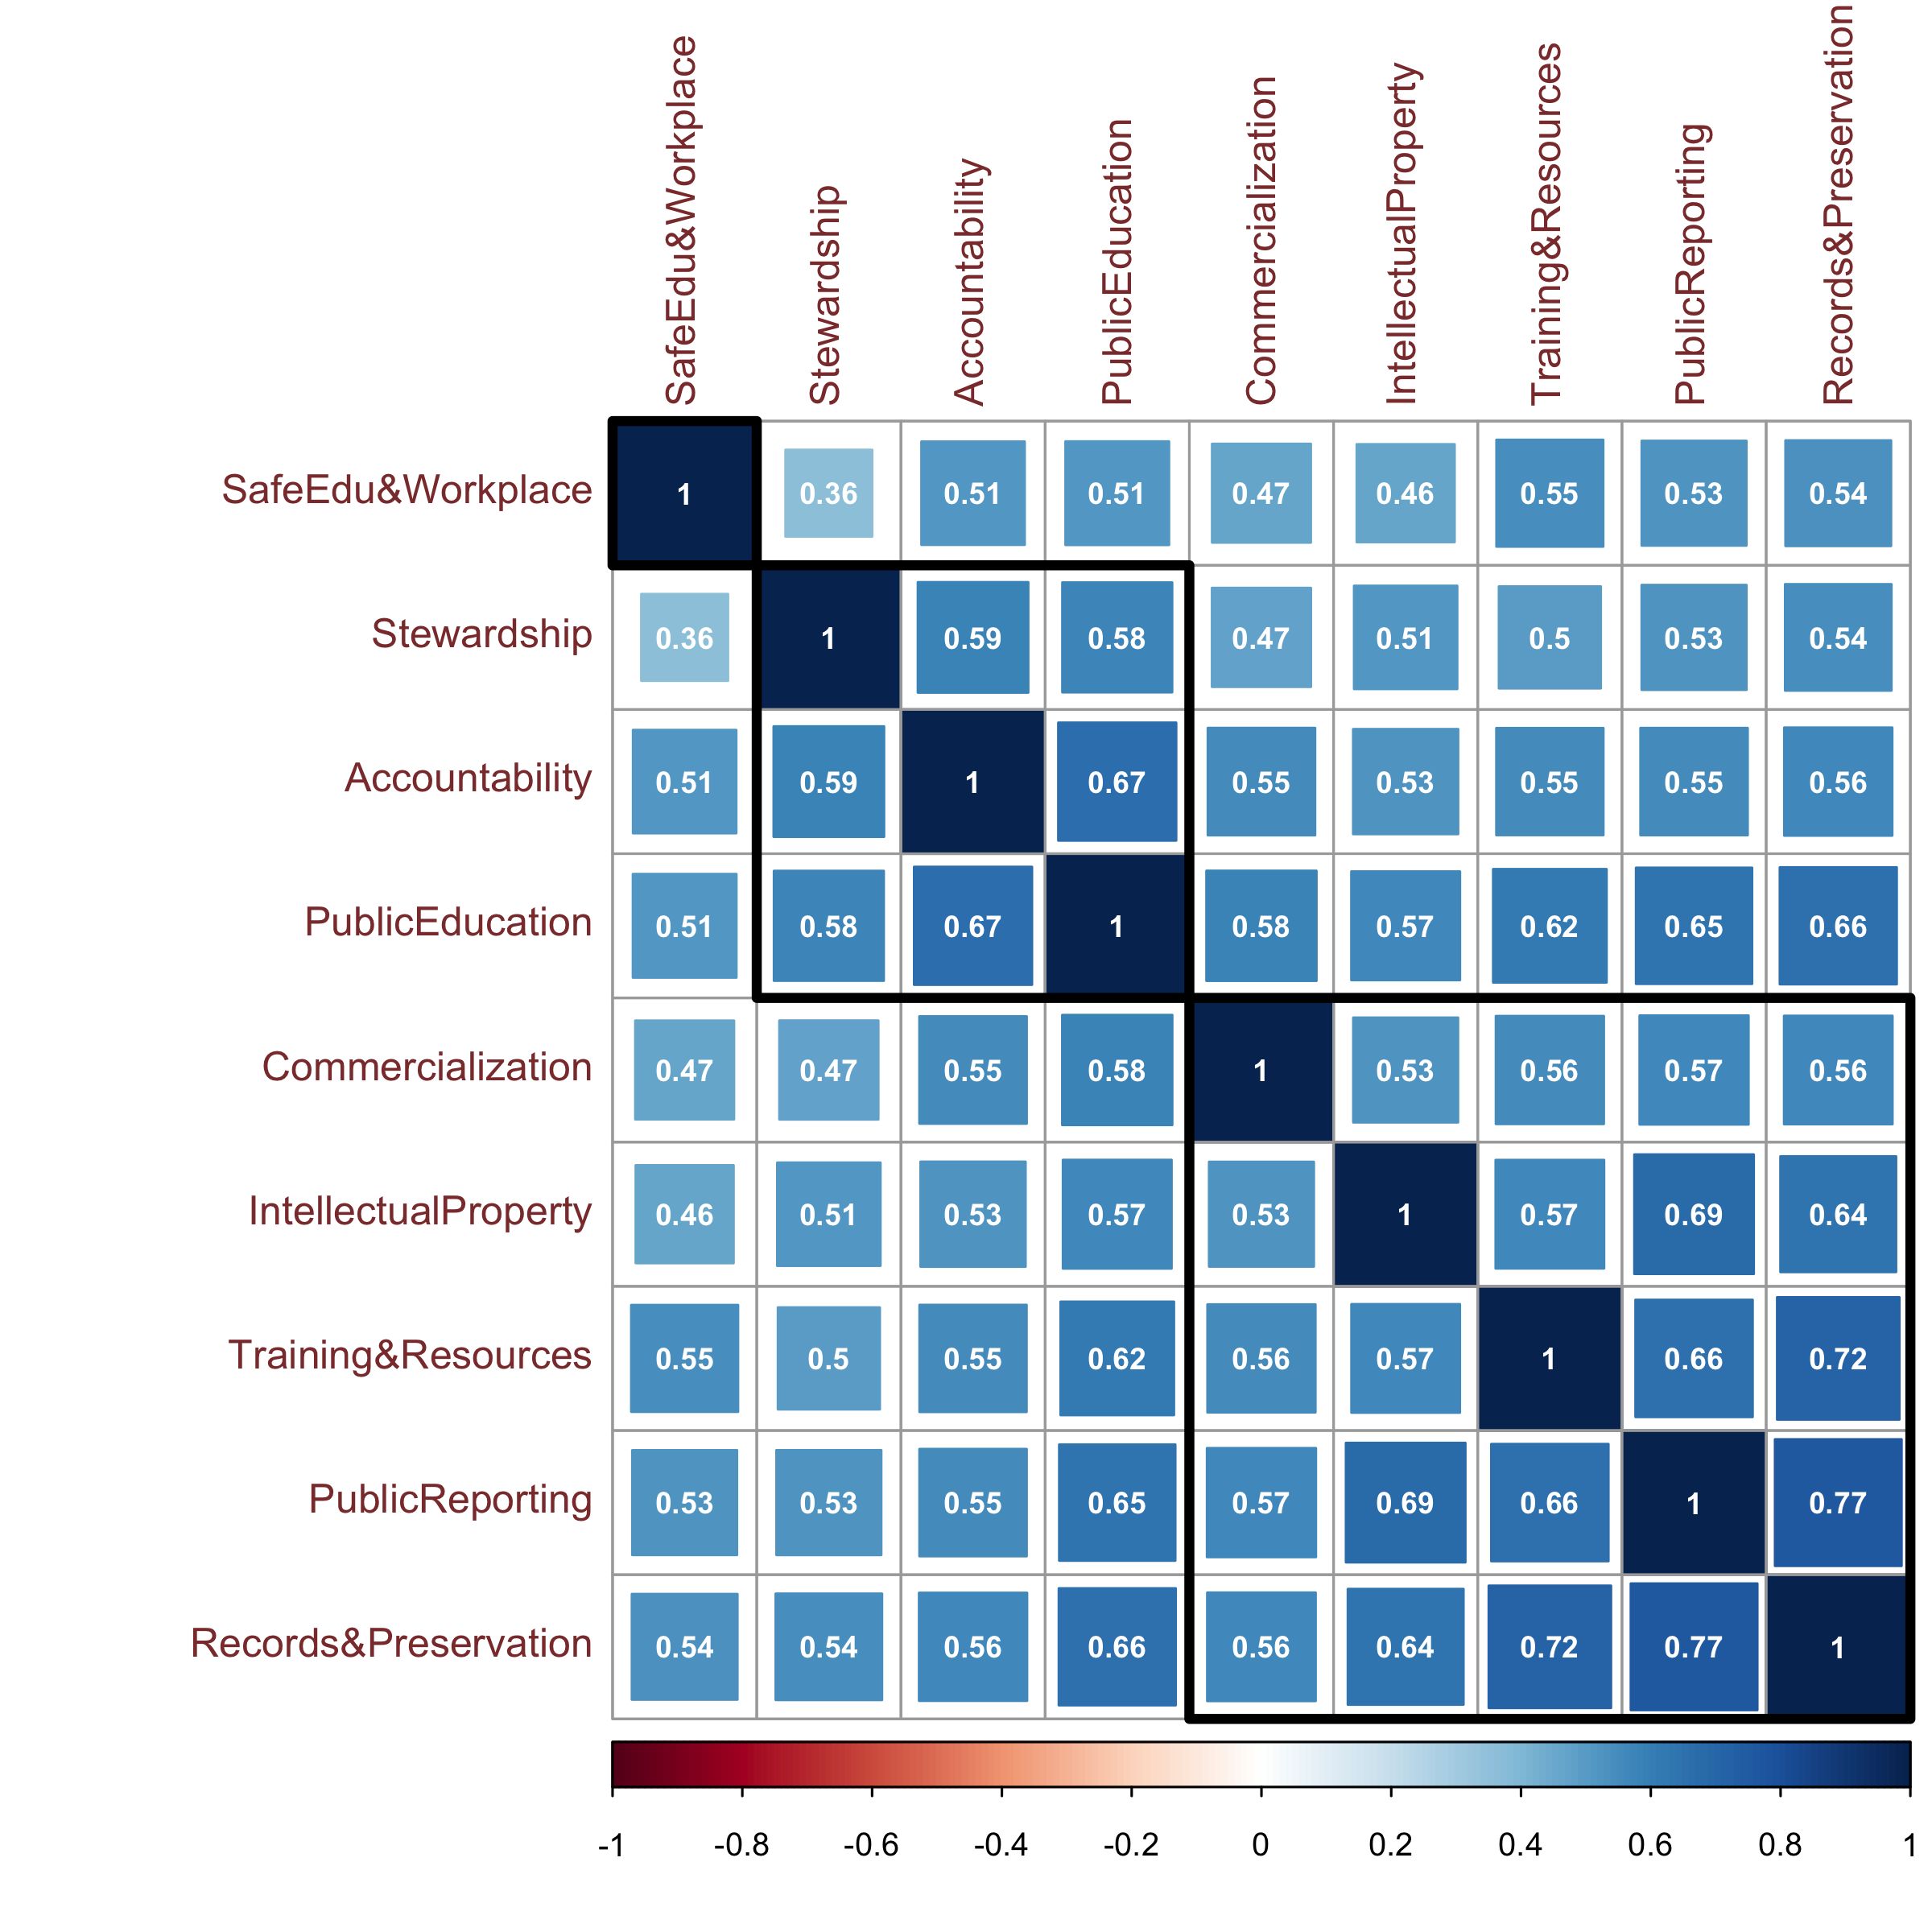 SafeEdu&Workplace
Stewardship
Accountability
PublicEducation
Commercialization
IntellectualProperty
Training&Resources
PublicReporting
Records&Preservation
SafeEdu&Workplace 1 0.36 0.51 0.51 0.47 0.46 0.55 0.53 0.54
Stewardship 0.36 1 0.59 0.58 0.47 0.51 0.5 0.53 0.54
Accountability 0.51 0.59 1 0.67 0.55 0.53 0.55 0.55 0.56
PublicEducation 0.51 0.58 0.67 1 0.58 0.57 0.62 0.65 0.66
Commercialization 0.47 0.47 0.55 0.58 1 0.53 0.56 0.57 0.56
IntellectualProperty 0.46 0.51 0.53 0.57 0.53 1 0.57 0.69 0.64
Training&Resources 0.55 0.5 0.55 0.62 0.56 0.57 1 0.66 0.72
PublicReporting 0.53 0.53 0.55 0.65 0.57 0.69 0.66 1 0.77
Records&Preservation 0.54 0.54 0.56 0.66 0.56 0.64 0.72 0.77 1
-1 -0.8 -0.6 -0.4 -0.2 0 0.2 0.4 0.6 0.8 1